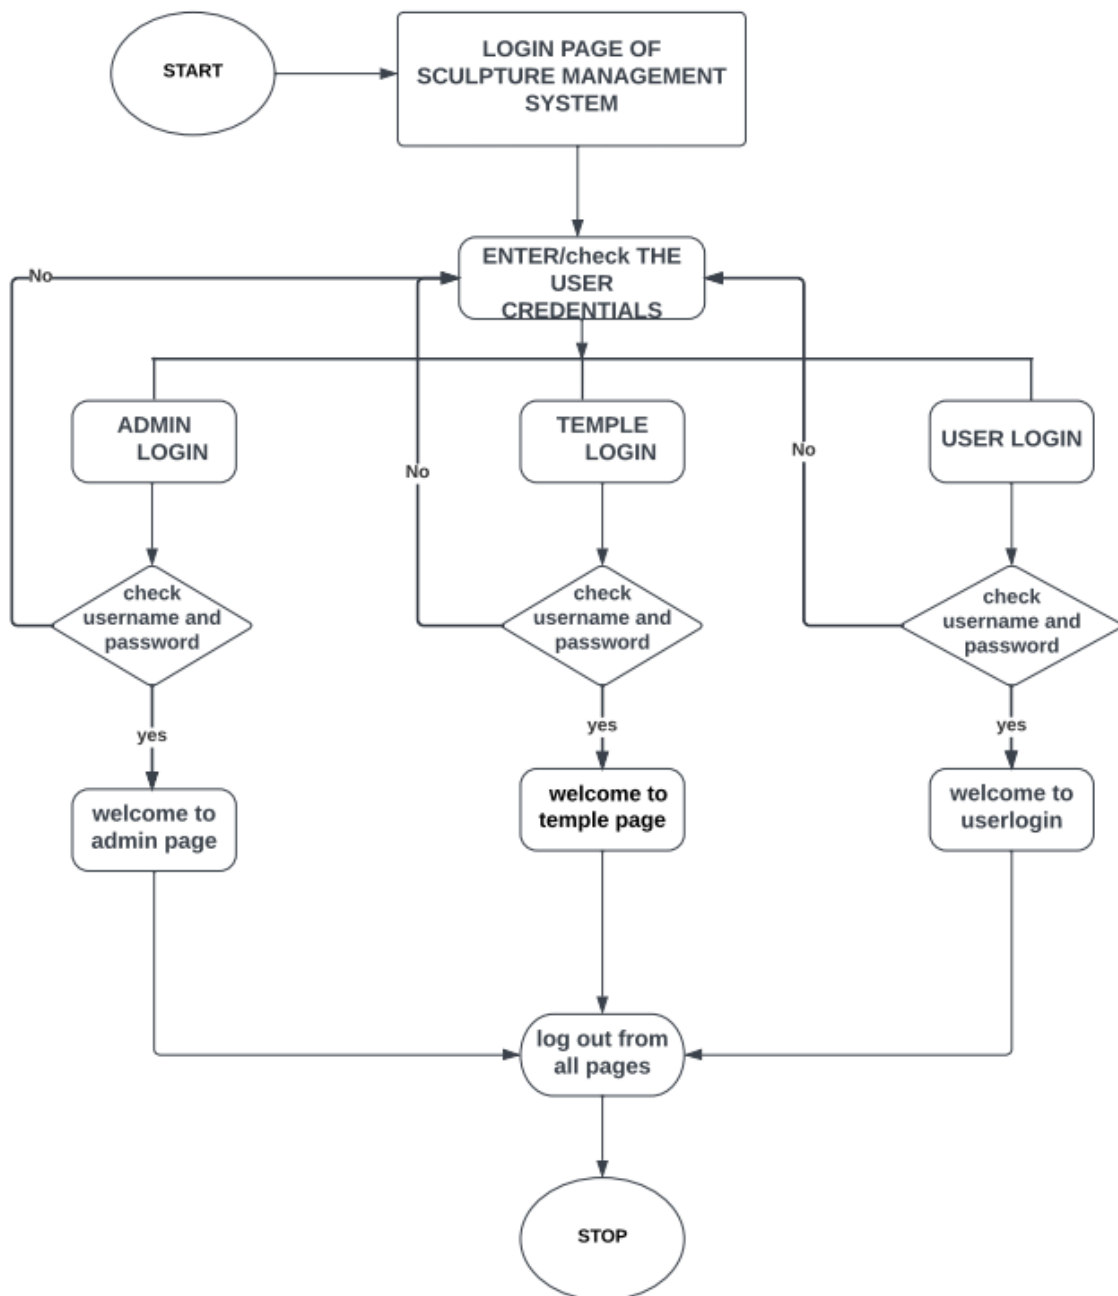 START
LOGIN PAGE OF
SCULPTURE MANAGEMENT
SYSTEM
ENTER/check THE
USER
CREDENTIALS
No
ADMIN
LOGIN
No
TEMPLE
LOGIN
No
USER LOGIN
check
username and
password
check
username and
password
check
username and
password
yes
yes
yes
welcome to
admin page
welcome to
temple page
welcome to
userlogin
log out from
all pages
STOP